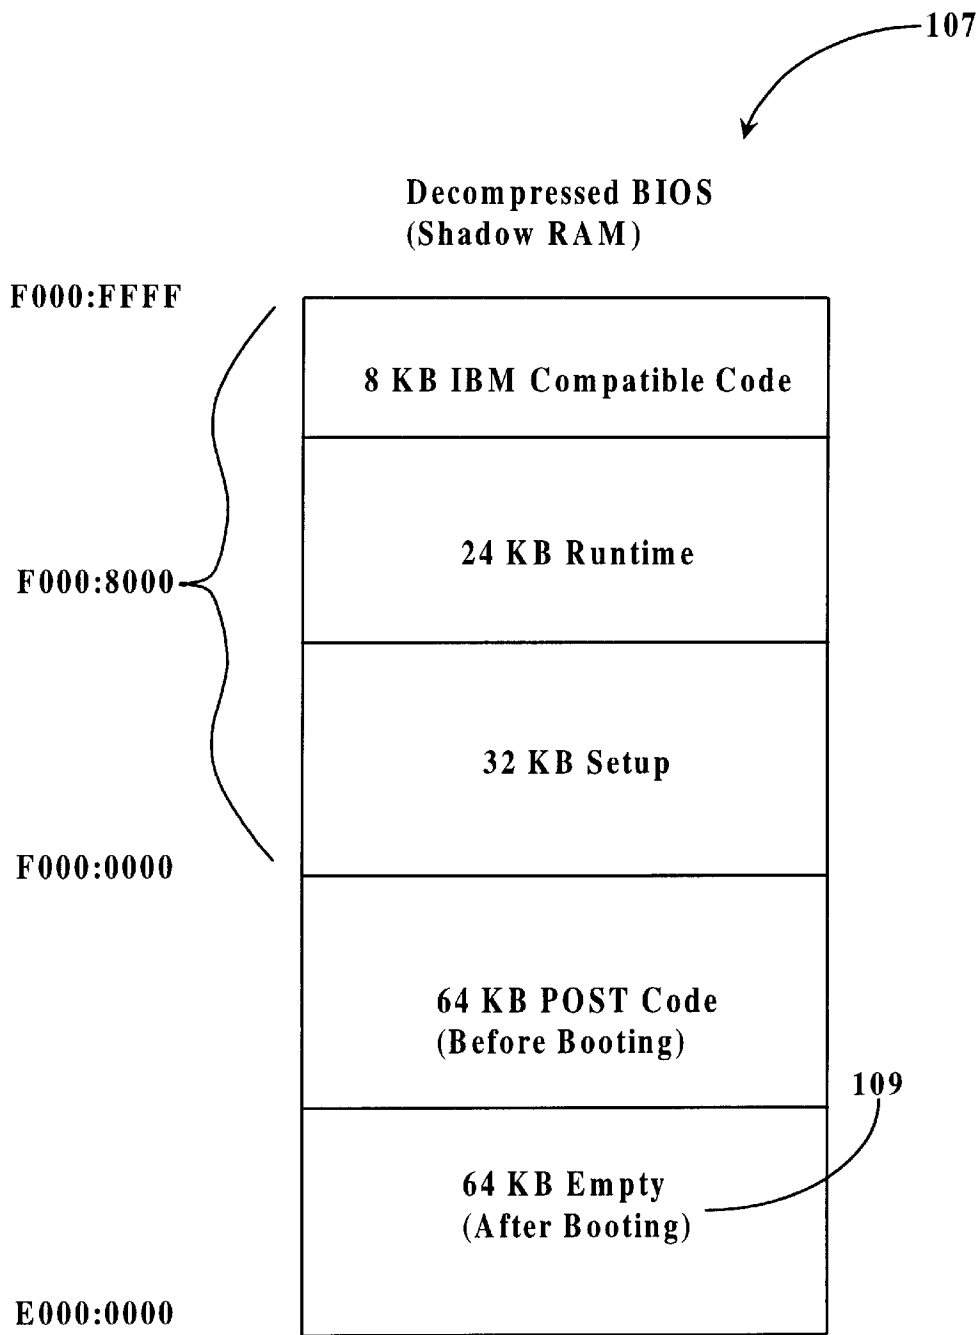 107
Decompressed BIOS
(Shadow RAM)
F000:FFFF
8 KB IBM Compatible Code
24 KB Runtime
F000:8000
32 KB Setup
F000:0000
64 KB POST Code
(Before Booting)
109
64 KB Empty
(After Booting)
E000:0000